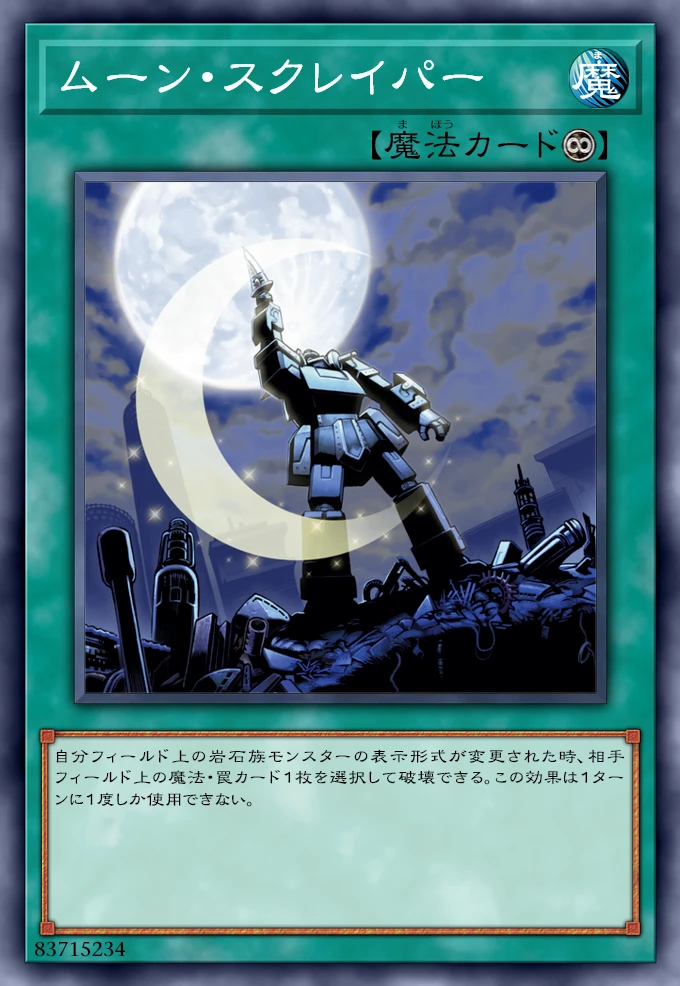 ムーン・スクレイパー
魔
ま
【魔法カード】
ま ほう
自分フィールド上の岩石族モンスターの表示形式が変更された時、相手
フィールド上の魔法・罠カード1枚を選択して破壊できる。この効果は1ター
ンに1度しか使用できない。
83715234